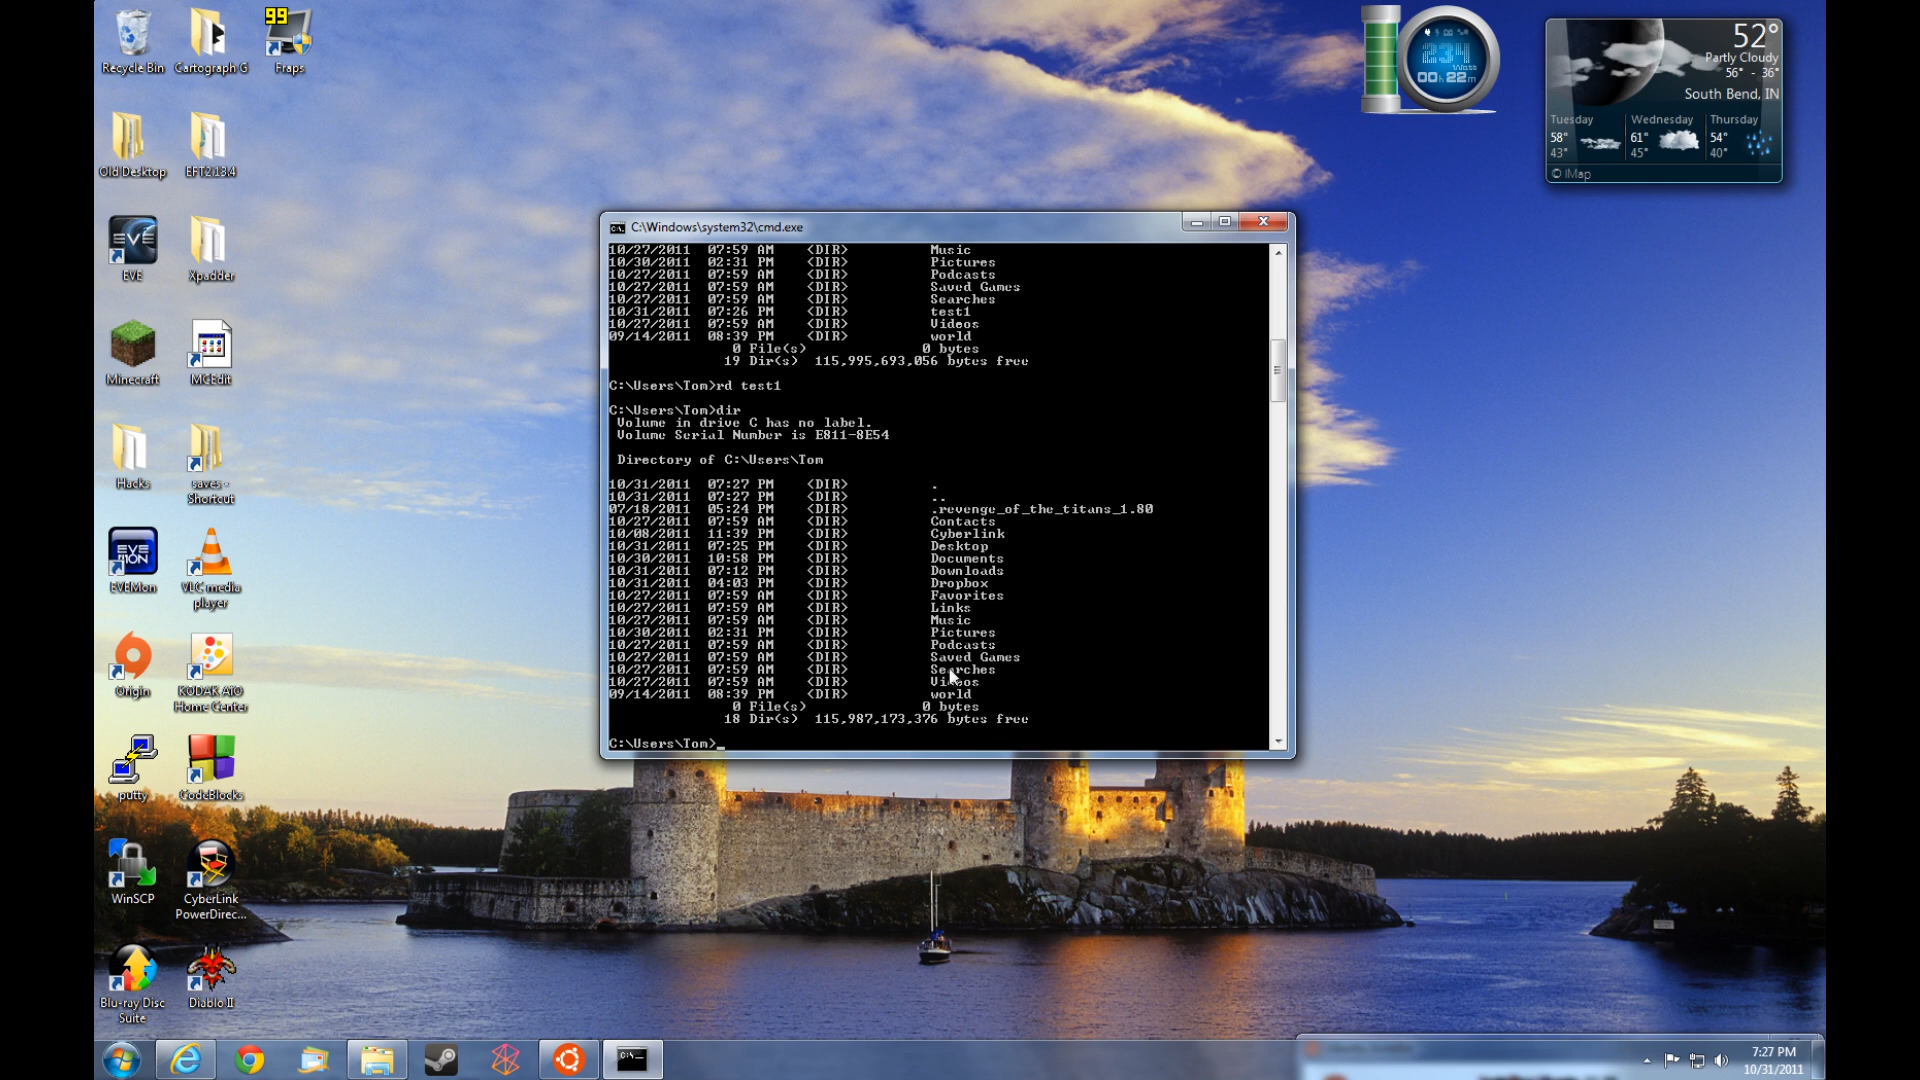 Recycle Bin
Cartograph G
99
Fraps
Old Desktop
EFT2.13.4
EVE
EVE
Xpadder
Minecraft
MCEdit
Hacks
saves -
Shortcut
EVE
MON
EVEMon
VLC media
player
Origin
KODAK AiO
Home Center
putty
CodeBlocks
WinSCP
CyberLink
PowerDirec...
Blu-ray Disc
Suite
Diablo II
234
Watt
00h 22m
52°
Partly Cloudy
56° - 36°
South Bend, IN
Tuesday Wednesday Thursday
58° 61° 54°
43° 45° 40°
© IMap
C:\Windows\system32\cmd.exe
10/27/2011 07:59 AM <DIR> Music
10/30/2011 02:31 PM <DIR> Pictures
10/27/2011 07:59 AM <DIR> Podcasts
10/27/2011 07:59 AM <DIR> Saved Games
10/27/2011 07:59 AM <DIR> Searches
10/31/2011 07:26 PM <DIR> test1
10/27/2011 07:59 AM <DIR> Videos
09/14/2011 08:39 PM <DIR> world
0 File(s) 0 bytes
19 Dir(s) 115,995,693,056 bytes free
C:\Users\Tom>rd test1
C:\Users\Tom>dir
Volume in drive C has no label.
Volume Serial Number is E811-8E54
Directory of C:\Users\Tom
10/31/2011 07:27 PM <DIR> .
10/31/2011 07:27 PM <DIR> ..
07/18/2011 05:24 PM <DIR> .revenge_of_the_titans_1.80
10/27/2011 07:59 AM <DIR> Contacts
10/08/2011 11:39 PM <DIR> Cyberlink
10/31/2011 07:25 PM <DIR> Desktop
10/30/2011 10:58 PM <DIR> Documents
10/31/2011 07:12 PM <DIR> Downloads
10/31/2011 04:03 PM <DIR> Dropbox
10/27/2011 07:59 AM <DIR> Favorites
10/27/2011 07:59 AM <DIR> Links
10/27/2011 07:59 AM <DIR> Music
10/30/2011 02:31 PM <DIR> Pictures
10/27/2011 07:59 AM <DIR> Podcasts
10/27/2011 07:59 AM <DIR> Saved Games
10/27/2011 07:59 AM <DIR> Searches
10/27/2011 07:59 AM <DIR> Videos
09/14/2011 08:39 PM <DIR> world
0 File(s) 0 bytes
18 Dir(s) 115,987,173,376 bytes free
C:\Users\Tom>_
7:27 PM
10/31/2011